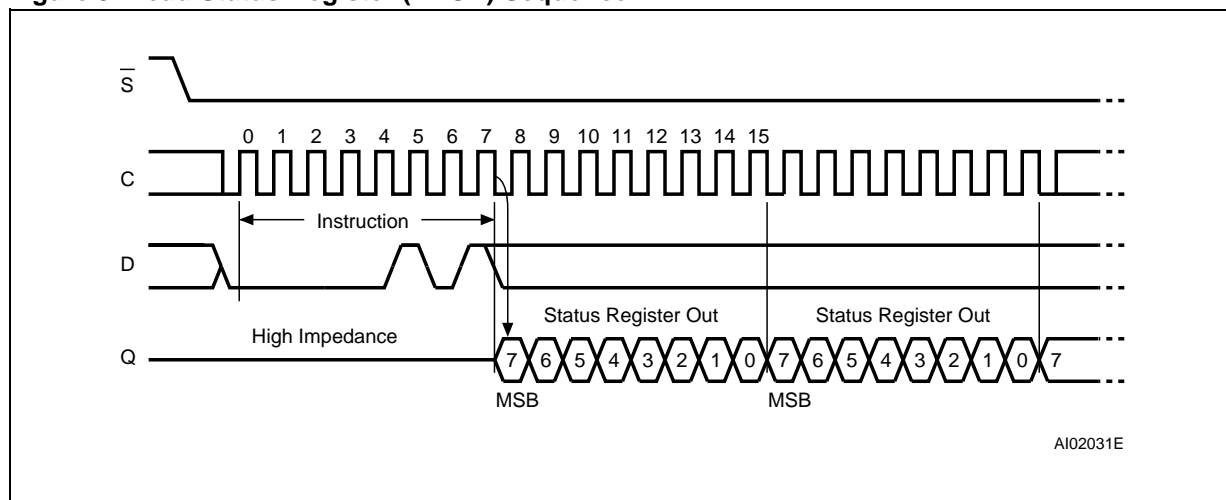 S
0 1 2 3 4 5 6 7 8 9 10 11 12 13 14 15
C
Instruction
D
High Impedance
Status Register Out Status Register Out
Q
7 6 5 4 3 2 1 0 7 6 5 4 3 2 1 0 7
MSB MSB
AI02031E